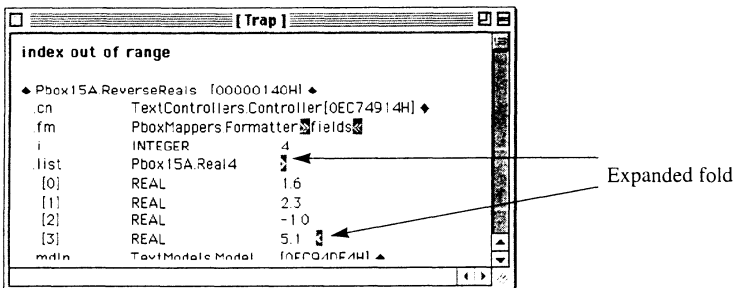 [ Trap ]
index out of range
◆ Pbox15A.ReverseReals [00000140H] ◆
.cn TextControllers.Controller [0EC74914H] ◆
.fm PboxMappers.Formatter fields
i INTEGER 4
.list Pbox15A.Real4
[0] REAL 1.6
[1] REAL 2.3
[2] REAL -1.0
[3] REAL 5.1
Expanded fold
mdln TextModels.Model [0EC94DE4H] ◆